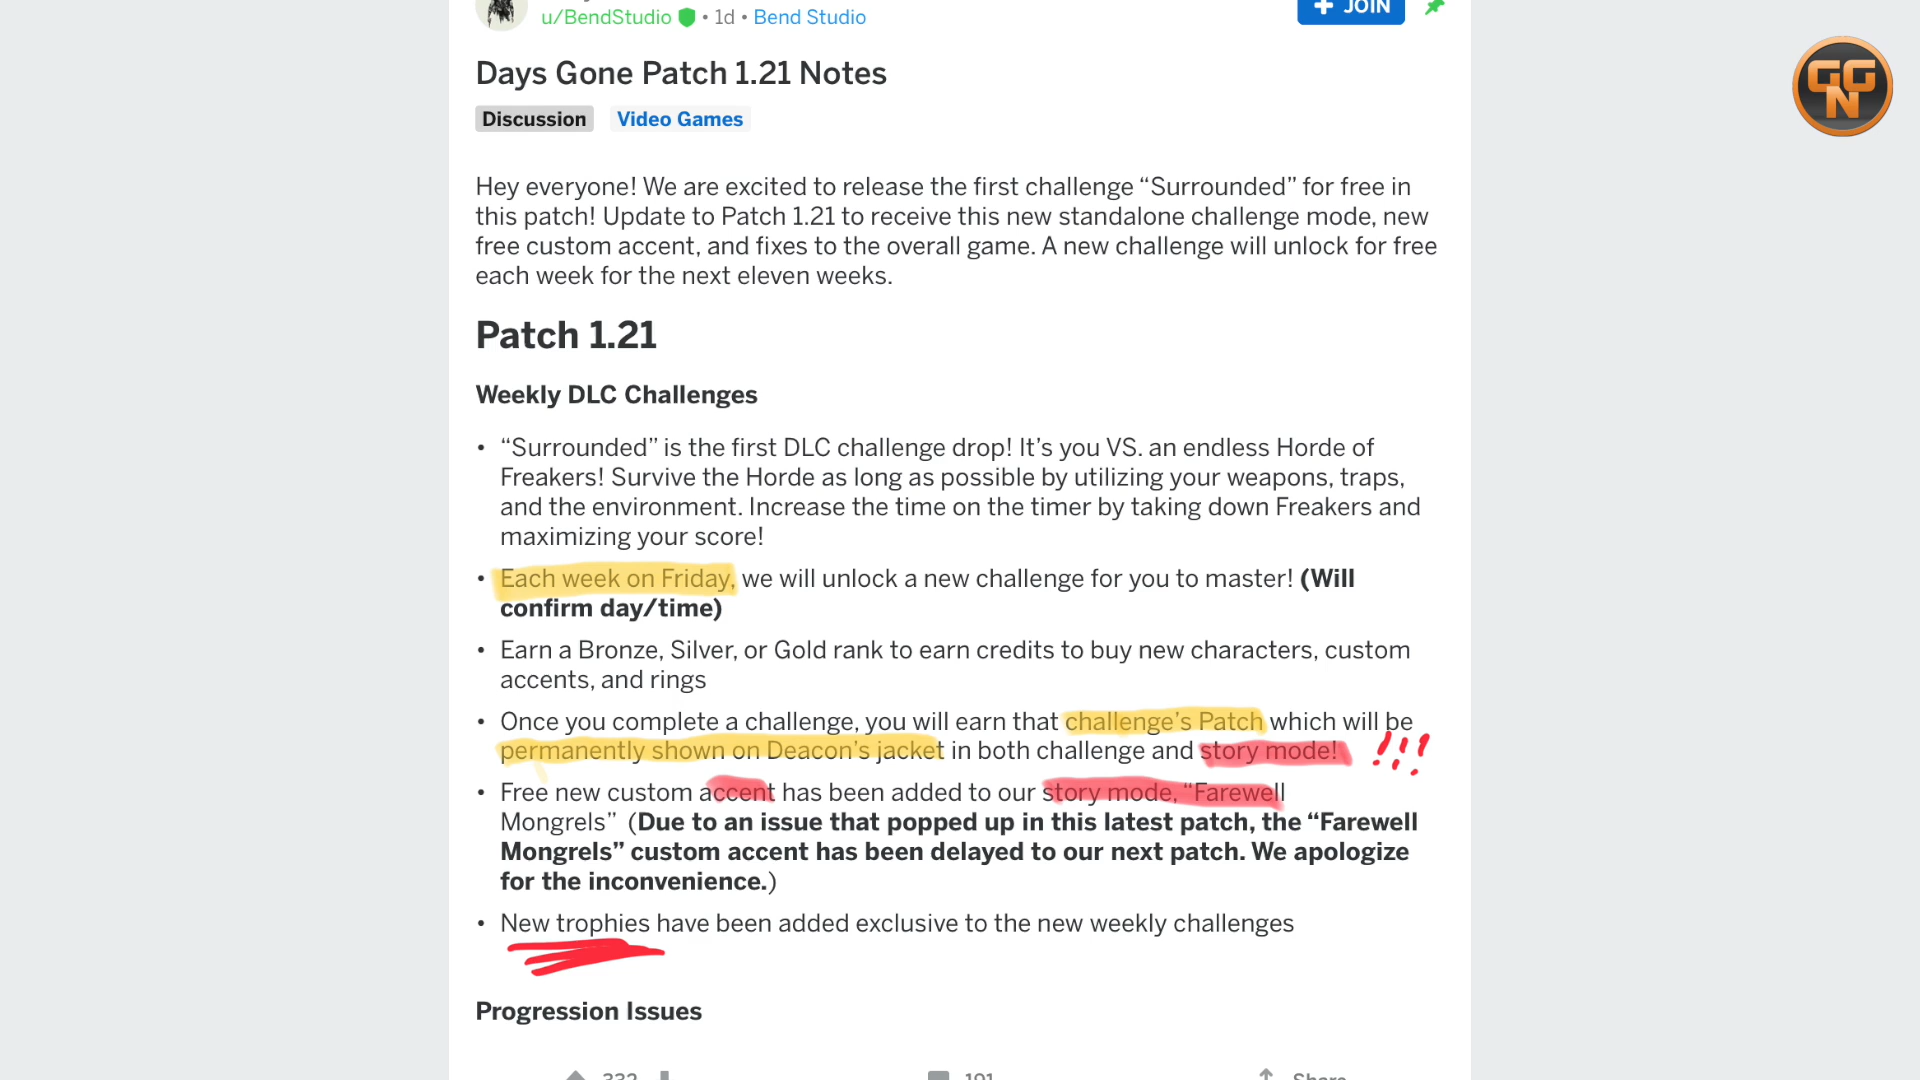 u/BendStudio • 1d • Bend Studio
+ JOIN
GGN
Days Gone Patch 1.21 Notes
Discussion Video Games
Hey everyone! We are excited to release the first challenge “Surrounded” for free in
this patch! Update to Patch 1.21 to receive this new standalone challenge mode, new
free custom accent, and fixes to the overall game. A new challenge will unlock for free
each week for the next eleven weeks.
Patch 1.21
Weekly DLC Challenges
• “Surrounded” is the first DLC challenge drop! It’s you VS. an endless Horde of
Freakers! Survive the Horde as long as possible by utilizing your weapons, traps,
and the environment. Increase the time on the timer by taking down Freakers and
maximizing your score!
• Each week on Friday, we will unlock a new challenge for you to master! (Will
confirm day/time)
• Earn a Bronze, Silver, or Gold rank to earn credits to buy new characters, custom
accents, and rings
• Once you complete a challenge, you will earn that challenge’s Patch which will be
permanently shown on Deacon’s jacket in both challenge and story mode! !!!
• Free new custom accent has been added to our story mode, “Farewell
Mongrels” (Due to an issue that popped up in this latest patch, the “Farewell
Mongrels” custom accent has been delayed to our next patch. We apologize
for the inconvenience.)
• New trophies have been added exclusive to the new weekly challenges
Progression Issues
332 191 Share